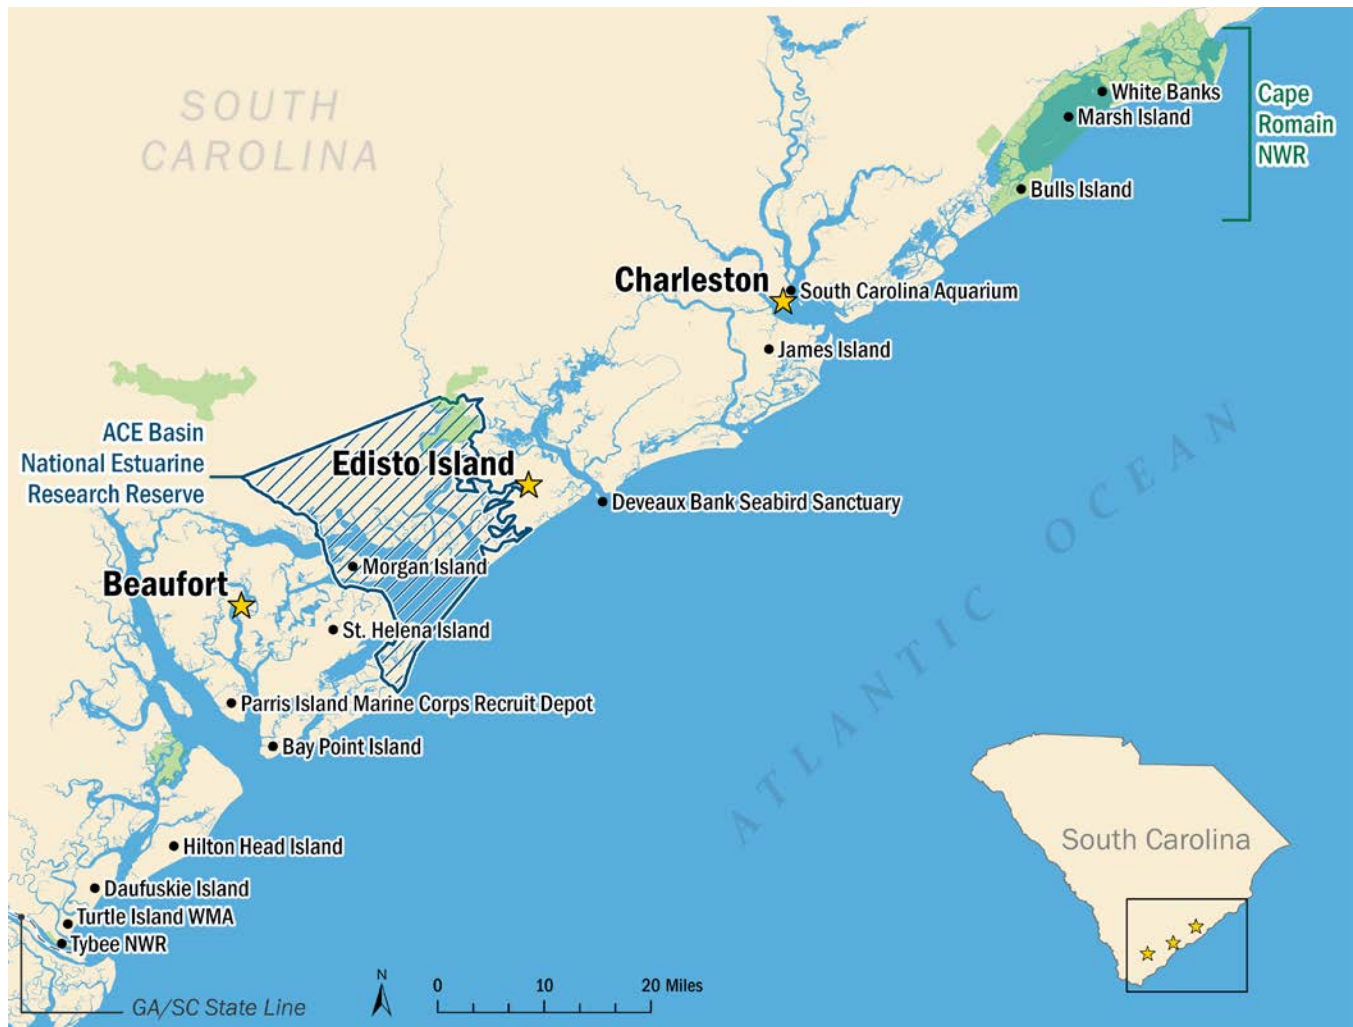 SOUTH
CAROLINA
White Banks
Marsh Island
Cape
Romain
NWR
Bulls Island
Charleston
South Carolina Aquarium
James Island
ACE Basin
National Estuarine
Research Reserve
Edisto Island
Deveaux Bank Seabird Sanctuary
ATLANTIC OCEAN
Morgan Island
Beaufort
St. Helena Island
Parris Island Marine Corps Recruit Depot
Bay Point Island
Hilton Head Island
Daufuskie Island
Turtle Island WMA
Tybee NWR
South Carolina
N
0 10 20 Miles
GA/SC State Line